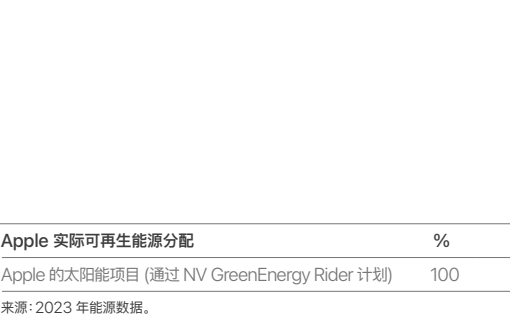 Apple 实际可再生能源分配 %
Apple 的太阳能项目 (通过 NV GreenEnergy Rider 计划) 100
来源：2023 年能源数据。